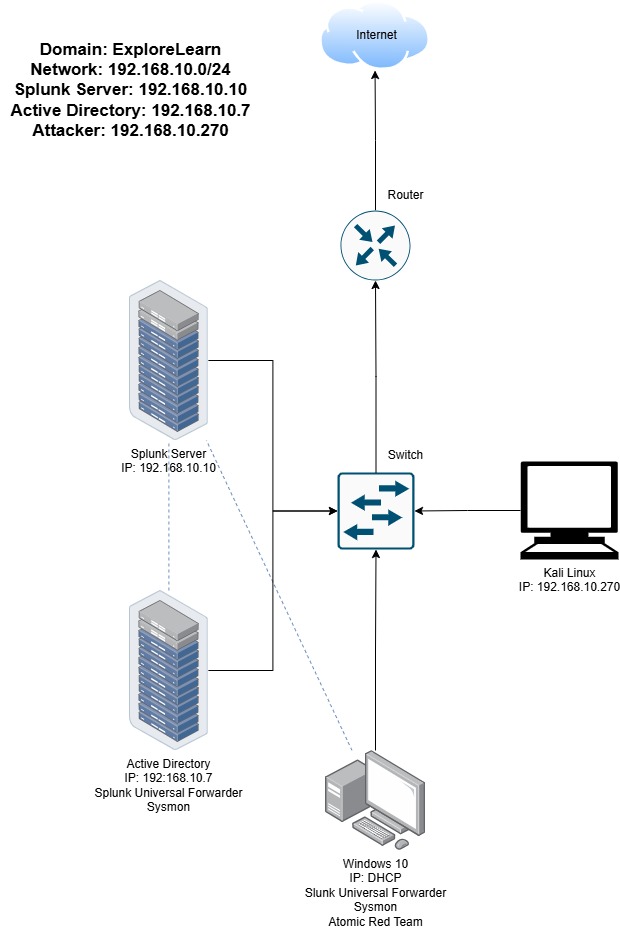 Internet
Domain: ExploreLearn
Network: 192.168.10.0/24
Splunk Server: 192.168.10.10
Active Directory: 192.168.10.7
Attacker: 192.168.10.270
Router
Switch
Splunk Server
IP: 192.168.10.10
Kali Linux
IP: 192.168.10.270
Active Directory
IP: 192:168.10.7
Splunk Universal Forwarder
Sysmon
Windows 10
IP: DHCP
Slunk Universal Forwarder
Sysmon
Atomic Red Team